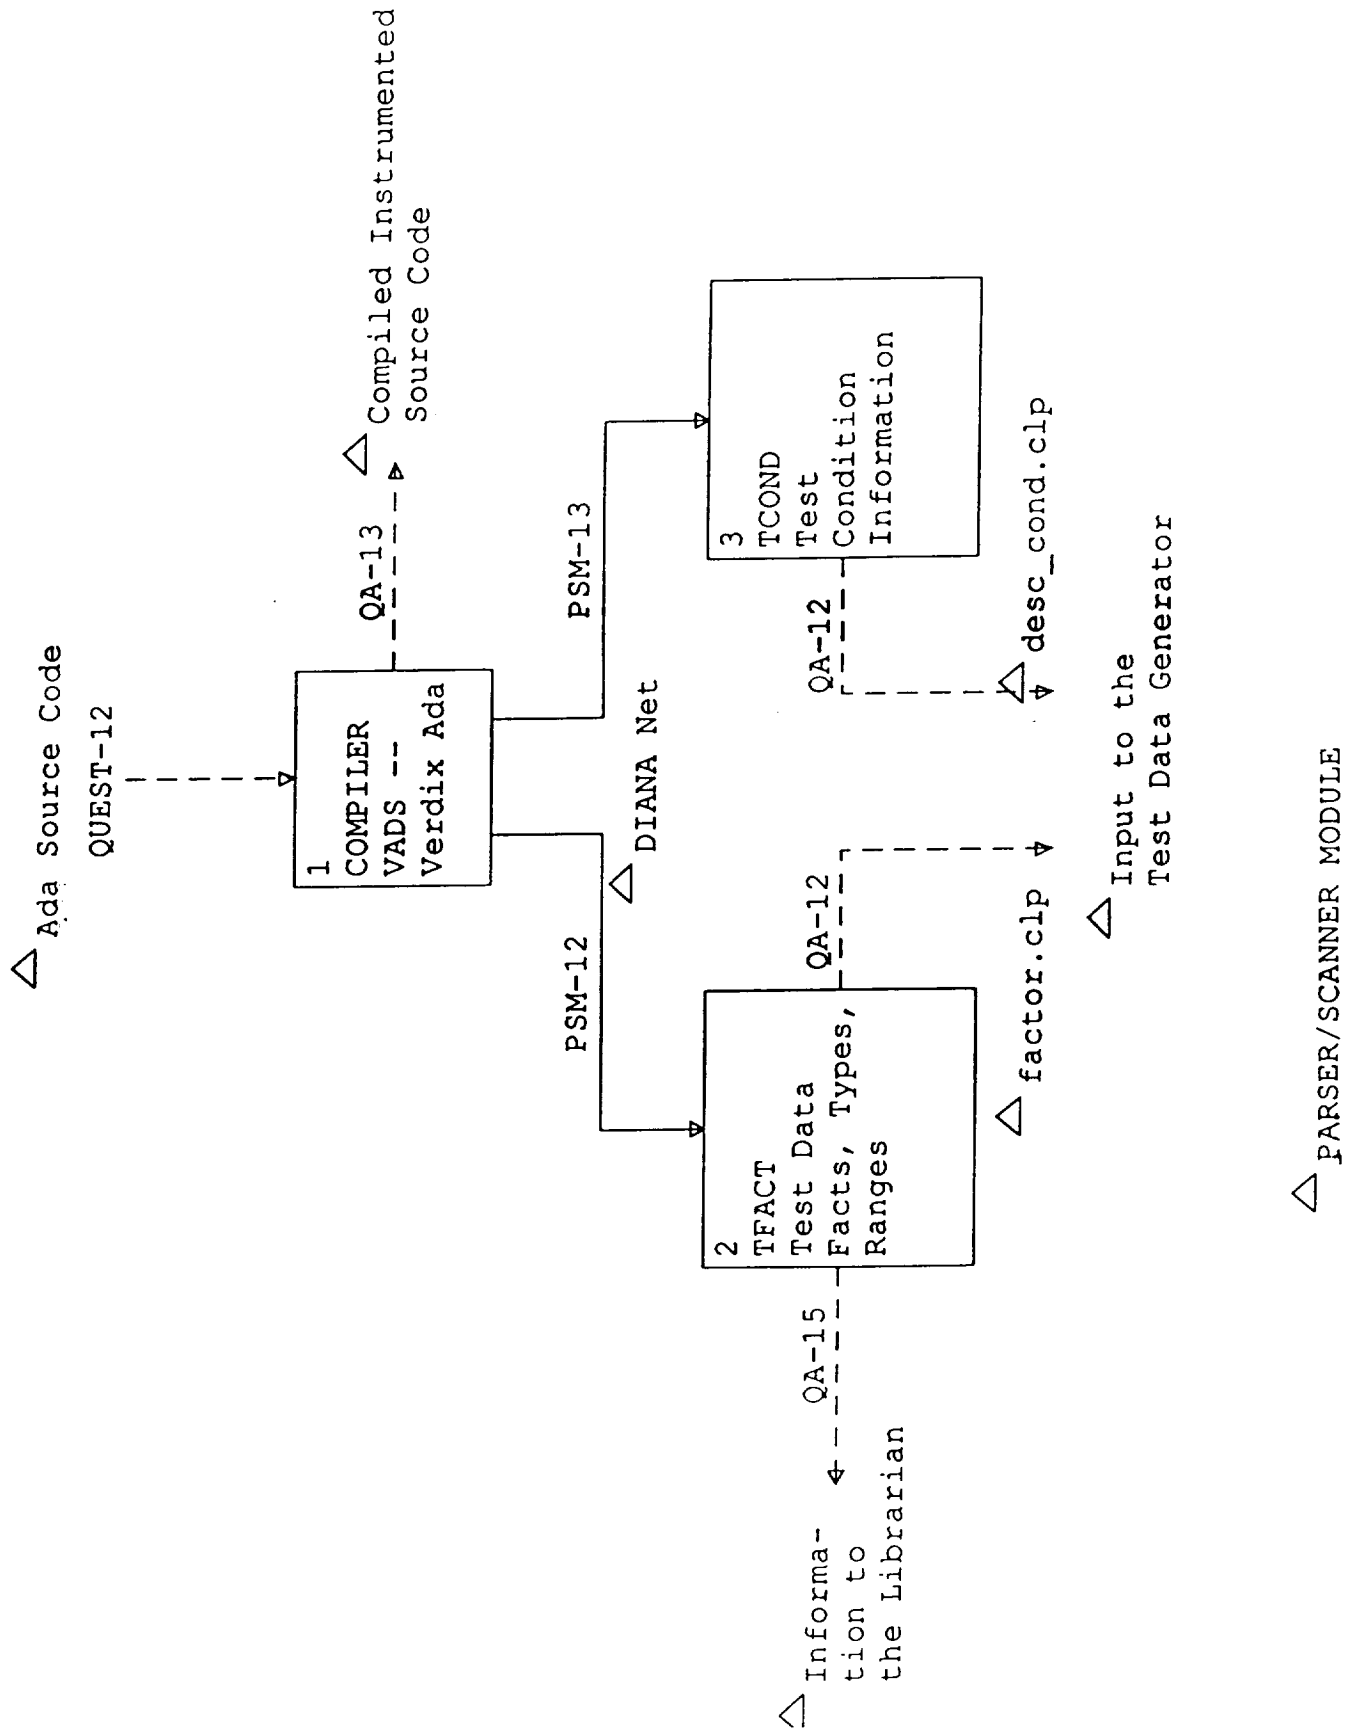 Ada Source Code
QUEST-12
1
COMPILER
VADS --
Verdix Ada
QA-13
Compiled Instrumented
Source Code
PSM-12
DIANA Net
PSM-13
2
TFACT
Test Data
Facts, Types,
Ranges
3
TCOND
Test
Condition
Information
QA-15
Informa-
tion to
the Librarian
QA-12
factor.clp
QA-12
desc_cond.clp
Input to the
Test Data Generator
PARSER/SCANNER MODULE